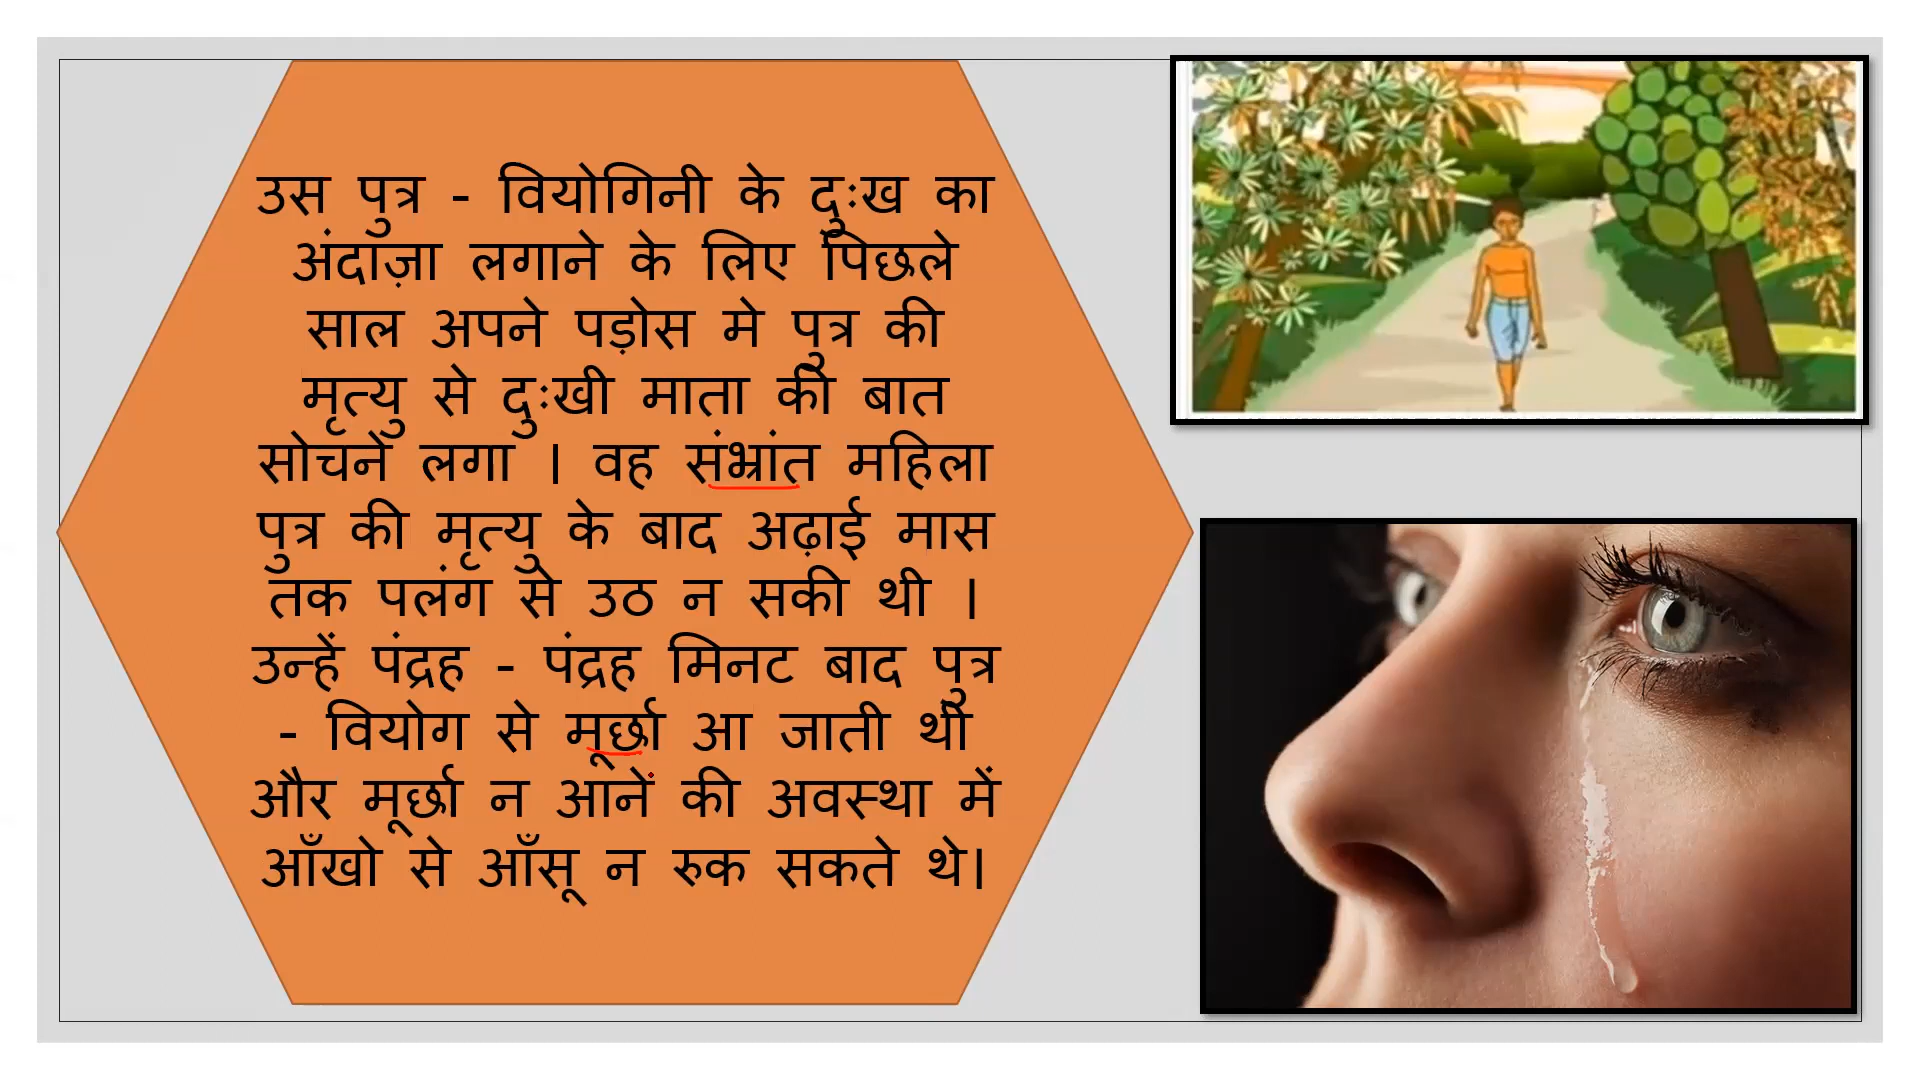 उस पुत्र - वियोगिनी के दुःख का
अंदाज़ा लगाने के लिए पिछले
साल अपने पड़ोस मे पुत्र की
मृत्यु से दुःखी माता की बात
सोचने लगा । वह संभ्रांत महिला
पुत्र की मृत्यु के बाद अढ़ाई मास
तक पलंग से उठ न सकी थी ।
उन्हें पंद्रह - पंद्रह मिनट बाद पुत्र
- वियोग से मूर्छा आ जाती थी
और मूर्छा न आने की अवस्था में
आँखो से आँसू न रुक सकते थे।